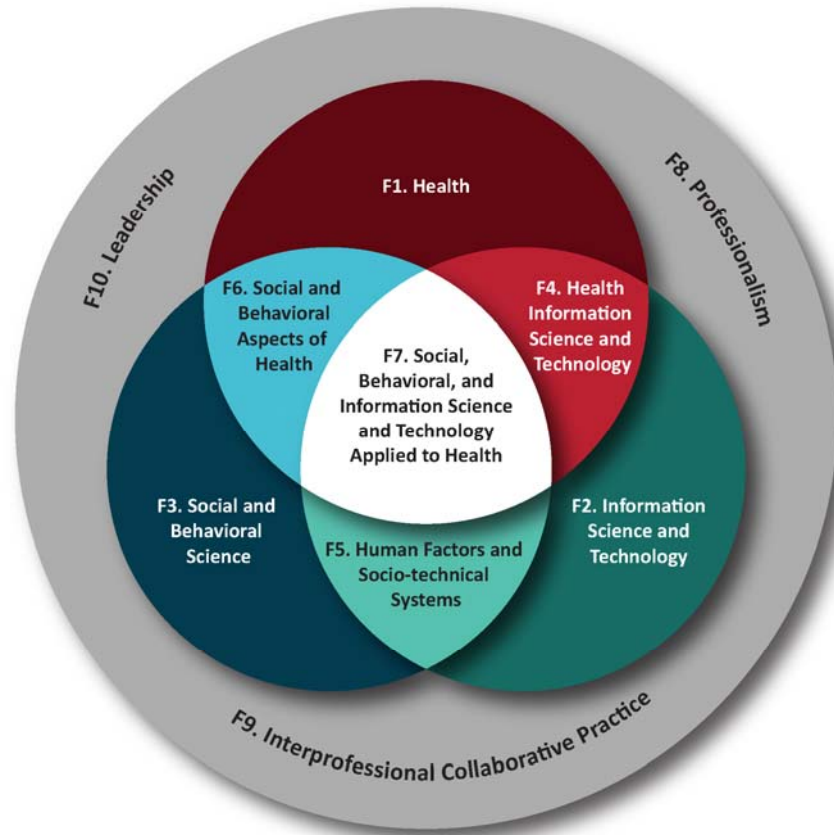 F1. Health
F10. Leadership
F8. Professionalism
F6. Social and
Behavioral
Aspects of
Health
F4. Health
Information
Science and
Technology
F7. Social,
Behavioral, and
Information Science
and Technology
Applied to Health
F3. Social and
Behavioral
Science
F2. Information
Science and
Technology
F5. Human Factors and
Socio-technical
Systems
F9. Interprofessional Collaborative Practice